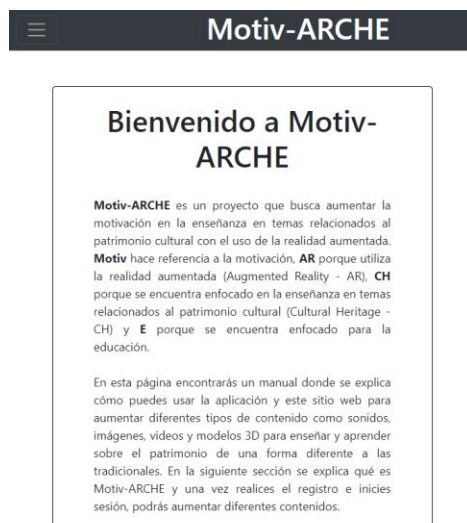 Motiv-ARCHE
Bienvenido a Motiv-
ARCHE
Motiv-ARCHE es un proyecto que busca aumentar la
motivación en la enseñanza en temas relacionados al
patrimonio cultural con el uso de la realidad aumentada.
Motiv hace referencia a la motivación, AR porque utiliza
la realidad aumentada (Augmented Reality - AR), CH
porque se encuentra enfocado en la enseñanza en temas
relacionados al patrimonio cultural (Cultural Heritage -
CH) y E porque se encuentra enfocado para la
educación.
En esta página encontrarás un manual donde se explica
cómo puedes usar la aplicación y este sitio web para
aumentar diferentes tipos de contenido como sonidos,
imágenes, videos y modelos 3D para enseñar y aprender
sobre el patrimonio de una forma diferente a las
tradicionales. En la siguiente sección se explica qué es
Motiv-ARCHE y una vez realices el registro e inicies
sesión, podrás aumentar diferentes contenidos.